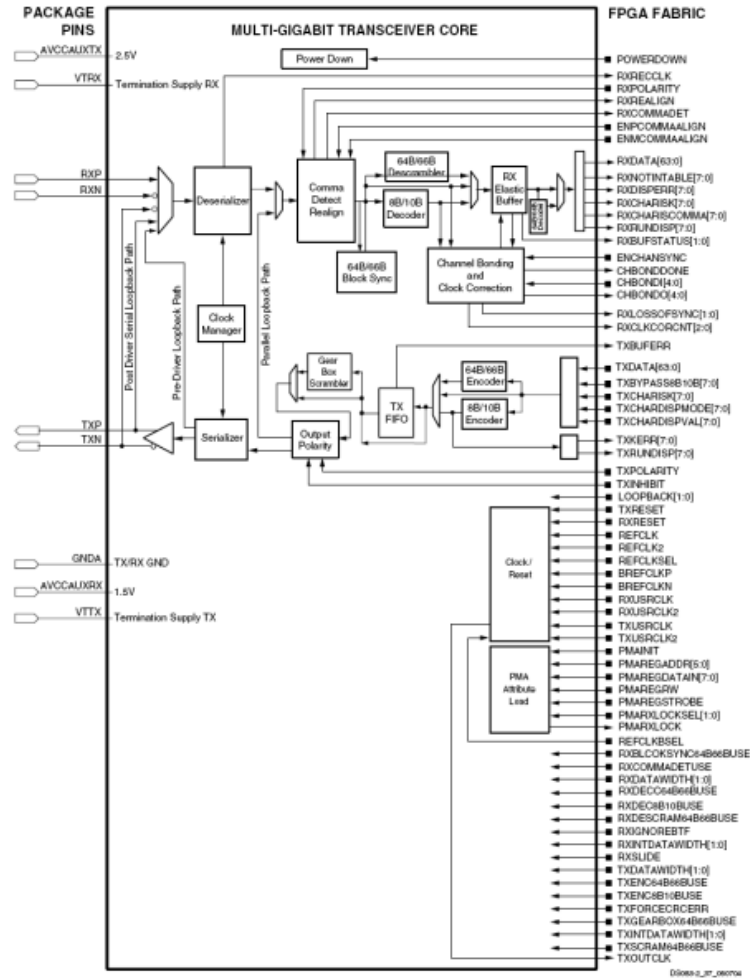 PACKAGE PINS
MULTI-GIGABIT TRANSCEIVER CORE
FPGA FABRIC
AVCCAUXTX
2.5V
VTRX
Termination Supply RX
RXP
RXN
Post Driver Serial Loopback Path
Pre-Driver Loopback Path
Parallel Loopback Path
TXP
TXN
GNDA
TX/RX GND
AVCCAUXRX
1.5V
VTTX
Termination Supply TX
Power Down
Deserializer
Comma
Detect
Realign
64B/66B
Descrambler
8B/10B
Decoder
64B/66B
Block Sync
RX
Elastic
Buffer
Channel Bonding
and
Clock Correction
Clock
Manager
Gear
Box
Scrambler
TX
FIFO
64B/66B
Encoder
8B/10B
Encoder
Serializer
Output
Polarity
Clock/
Reset
PMA
Attribute
Load
POWERDOWN
RXRECCLK
RXPOLARITY
RXREALIGN
RXCOMMADET
ENPCOMMAALIGN
ENMCOMMAALIGN
RXDATA[63:0]
RXNOTINTABLE[7:0]
RXDISPERR[7:0]
RXCHARISK[7:0]
RXCHARISCOMMA[7:0]
RXRUNDISP[7:0]
RXBUFSTATUS[1:0]
ENCHANSYNC
CHBONDDONE
CHBONDI[4:0]
CHBONDO[4:0]
RXLOSSOFSYNC[1:0]
RXCLKCORCNT[2:0]
TXBUFERR
TXDATA[63:0]
TXBYPASS8B10B[7:0]
TXCHARISK[7:0]
TXCHARDISPMODE[7:0]
TXCHARDISPVAL[7:0]
TXKERR[7:0]
TXRUNDISP[7:0]
TXPOLARITY
TXINHIBIT
LOOPBACK[1:0]
TXRESET
RXRESET
REFCLK
REFCLK2
REFCLKSEL
BREFCLKP
BREFCLKN
RXUSRCLK
RXUSRCLK2
TXUSRCLK
TXUSRCLK2
PMAINIT
PMAREGADDR[5:0]
PMAREGDATAIN[7:0]
PMAREGRW
PMAREGSTROBE
PMARXLOCKSEL[1:0]
PMARXLOCK
REFCLKBSEL
RXBLCOKSYNC64B66BUSE
RXCOMMADETUSE
RXDATAWIDTH[1:0]
RXDECC64B66BUSE
RXDEC8B10BUSE
RXDESCRAM64B66BUSE
RXIGNOREBTF
RXINTDATAWIDTH[1:0]
RXSLIDE
TXDATAWIDTH[1:0]
TXENC64B66BUSE
TXENC8B10BUSE
TXFORCECRCERR
TXGEARBOX64B66BUSE
TXINTDATAWIDTH[1:0]
TXSCRAM64B66BUSE
TXOUTCLK